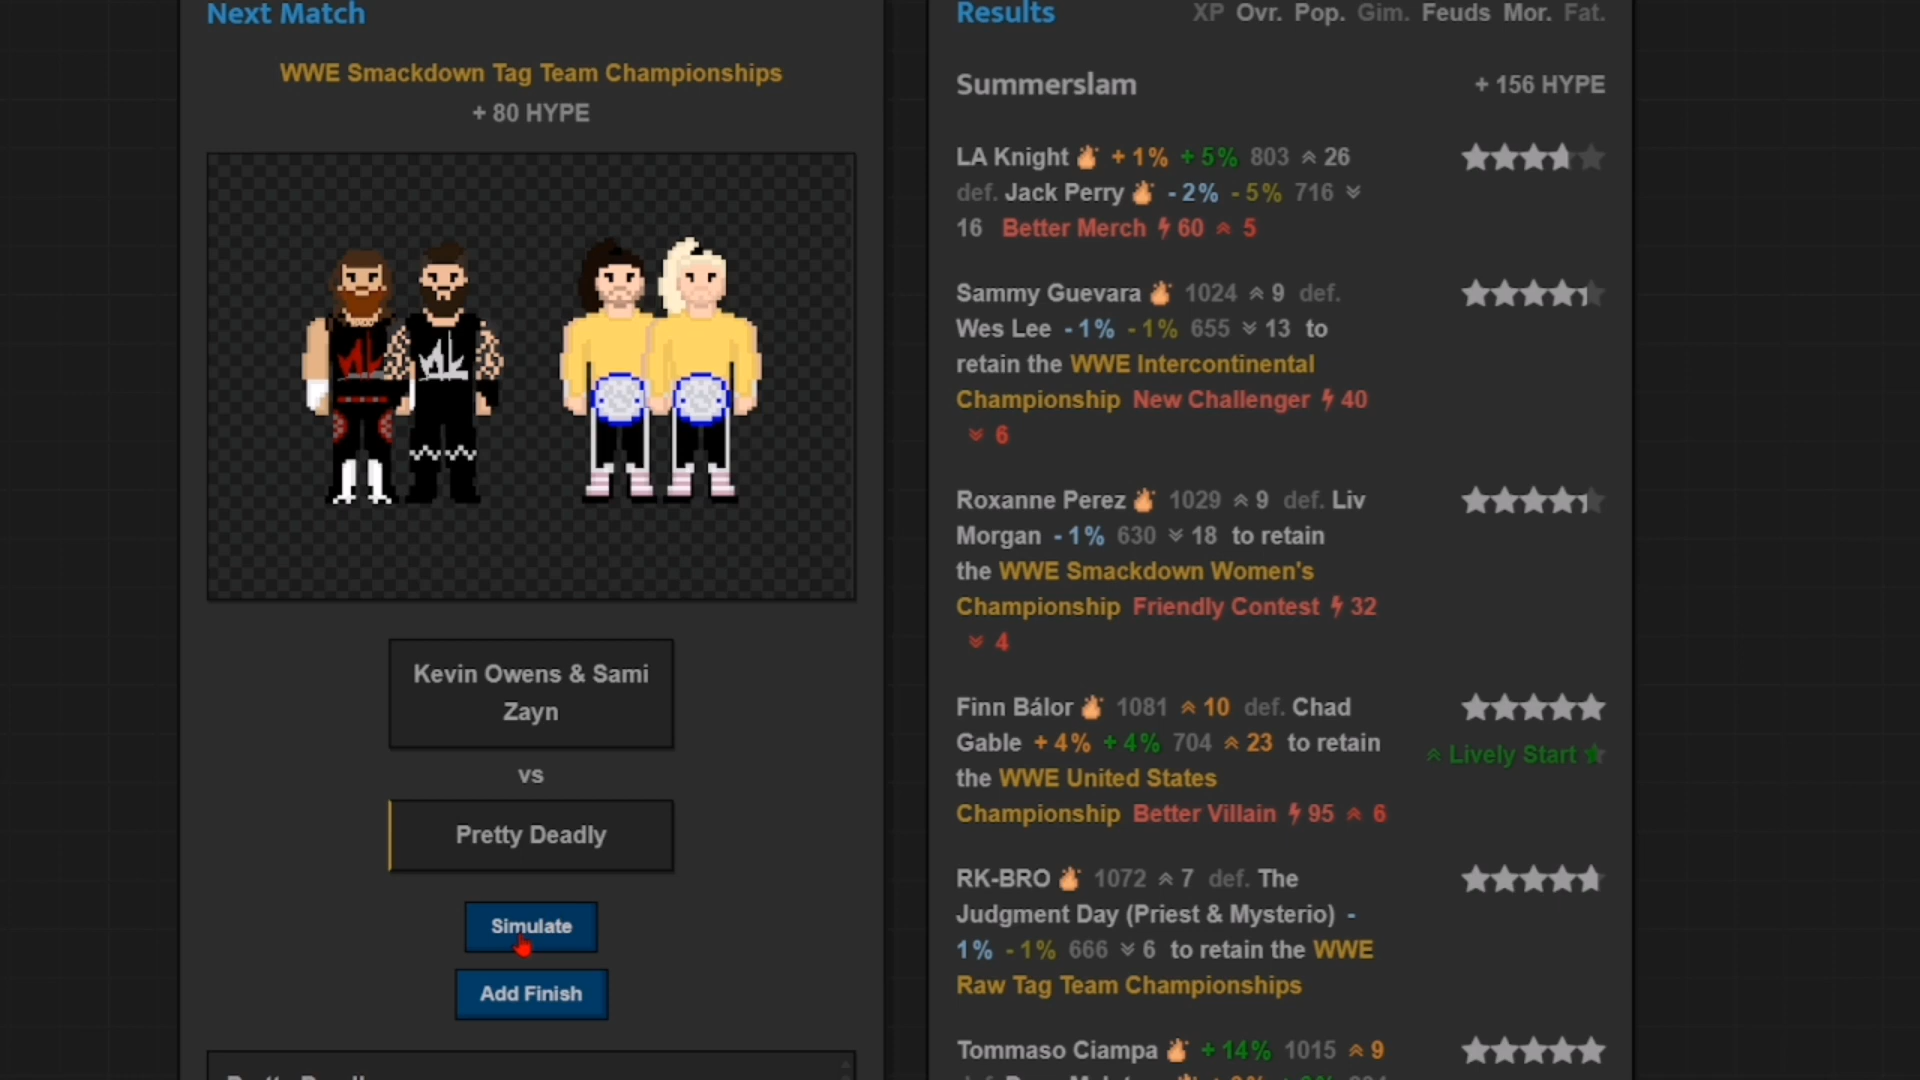 Next Match
WWE Smackdown Tag Team Championships
+ 80 HYPE
Kevin Owens & Sami
Zayn
vs
Pretty Deadly
Simulate
Add Finish
Results
XP Ovr. Pop. Gim. Feuds Mor. Fat.
Summerslam
+ 156 HYPE
LA Knight + 1% + 5% 803 26
def. Jack Perry - 2% - 5% 716
16 Better Merch 60 5
Sammy Guevara 1024 9 def.
Wes Lee - 1% - 1% 655 13 to
retain the WWE Intercontinental
Championship New Challenger 40
6
Roxanne Perez 1029 9 def. Liv
Morgan - 1% 630 18 to retain
the WWE Smackdown Women's
Championship Friendly Contest 32
4
Finn Bálor 1081 10 def. Chad
Gable + 4% + 4% 704 23 to retain
the WWE United States
Championship Better Villain 95 6
Lively Start
RK-BRO 1072 7 def. The
Judgment Day (Priest & Mysterio) -
1% - 1% 666 6 to retain the WWE
Raw Tag Team Championships
Tommaso Ciampa + 14% 1015 9